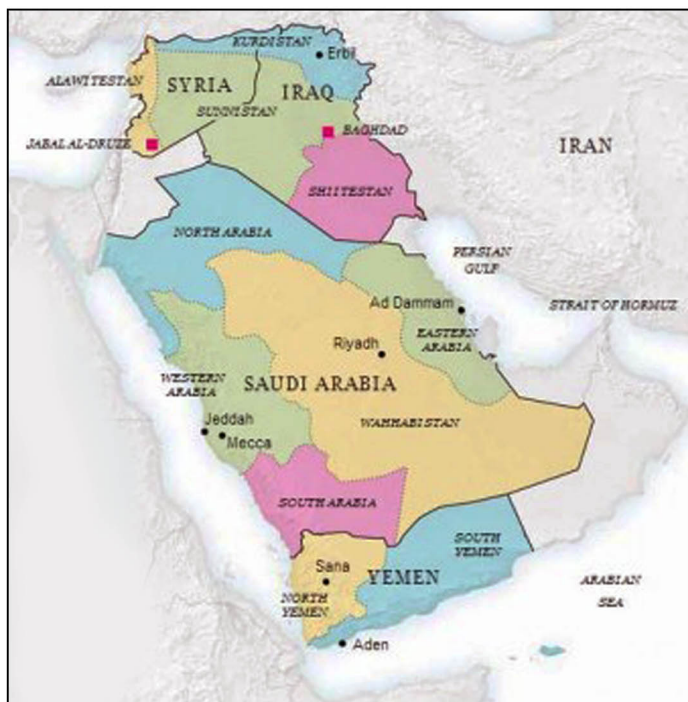 KURDISTAN
Erbil
ALAWITESTAN
SYRIA
IRAQ
SUNNISTAN
JABAL AL-DRUZE
BAGHDAD
IRAN
SHIITESTAN
NORTH ARABIA
PERSIAN
GULF
Ad Dammam
STRAIT OF HORMUZ
EASTERN
ARABIA
Riyadh
WESTERN
ARABIA
SAUDI ARABIA
Jeddah
Mecca
WAHHABISTAN
SOUTH ARABIA
SOUTH
YEMEN
Sana
YEMEN
NORTH
YEMEN
ARABIAN
SEA
Aden